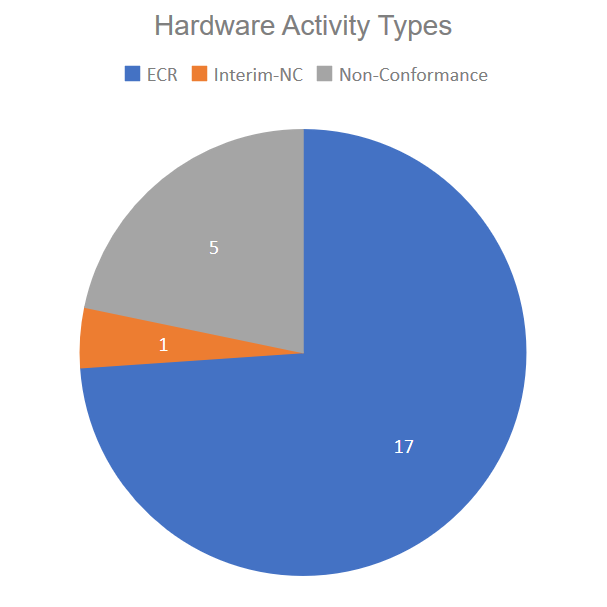 Hardware Activity Types
ECR Interim-NC Non-Conformance
5
1
17